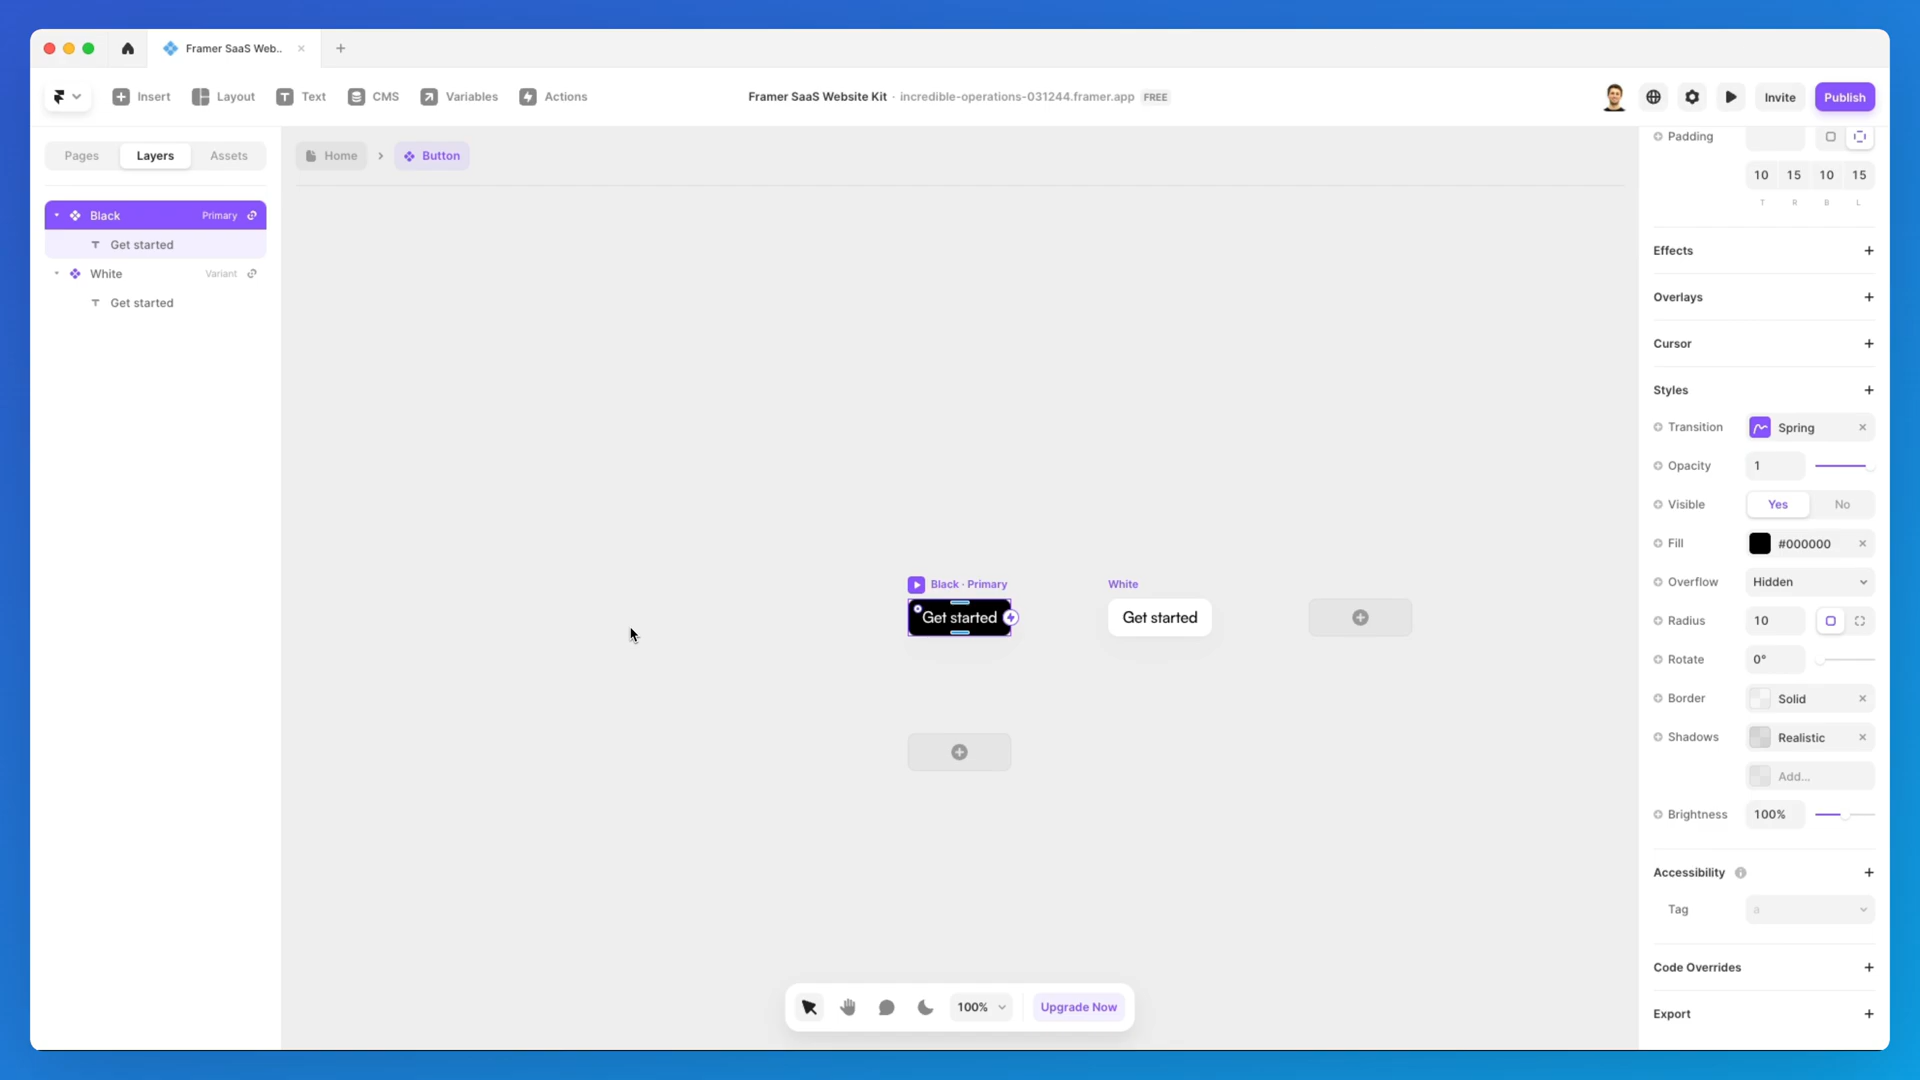 Framer SaaS Web..
Insert
Layout
Text
CMS
Variables
Actions
Framer SaaS Website Kit · incredible-operations-031244.framer.app FREE
Invite
Publish
Pages
Layers
Assets
Home
Button
Black Primary
Get started
White Variant
Get started
Black · Primary
Get started
White
Get started
100%
Upgrade Now
Padding
10 15 10 15
T R B L
Effects
Overlays
Cursor
Styles
Transition Spring
Opacity 1
Visible Yes No
Fill #000000
Overflow Hidden
Radius 10
Rotate 0°
Border Solid
Shadows Realistic
Add...
Brightness 100%
Accessibility
Tag a
Code Overrides
Export